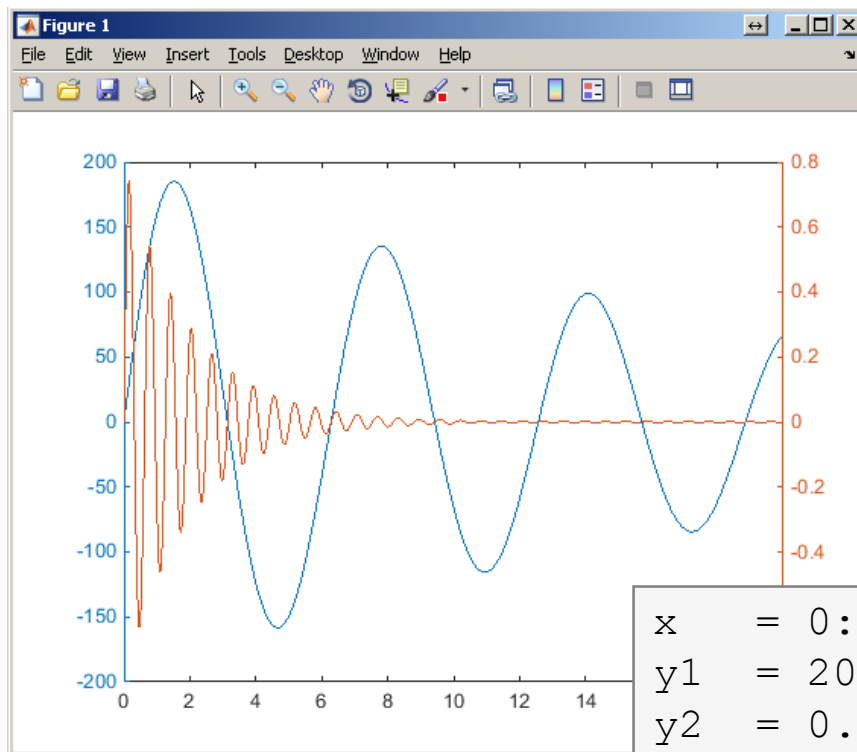 Figure 1
File Edit View Insert Tools Desktop Window Help
200
150
100
50
0
-50
-100
-150
-200
0.8
0.6
0.4
0.2
0
-0.2
-0.4
0 2 4 6 8 10 12 14
x = 0:
y1 = 20
y2 = 0.